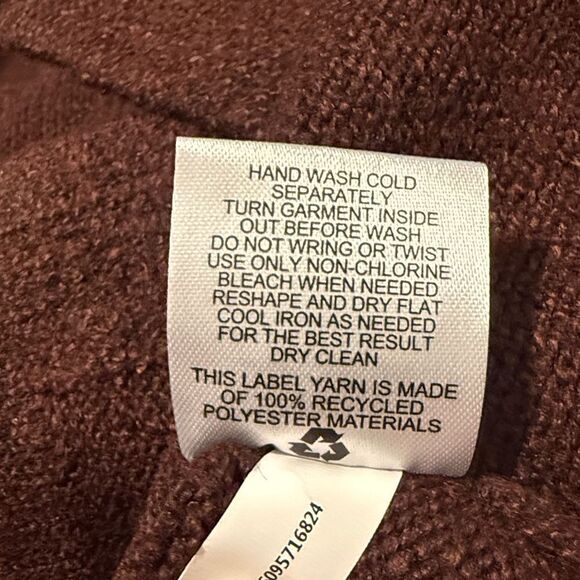 HAND WASH COLD
SEPARATELY
TURN GARMENT INSIDE
OUT BEFORE WASH
DO NOT WRING OR TWIST
USE ONLY NON-CHLORINE
BLEACH WHEN NEEDED
RESHAPE AND DRY FLAT
COOL IRON AS NEEDED
FOR THE BEST RESULT
DRY CLEAN
THIS LABEL YARN IS MADE
OF 100% RECYCLED
POLYESTER MATERIALS